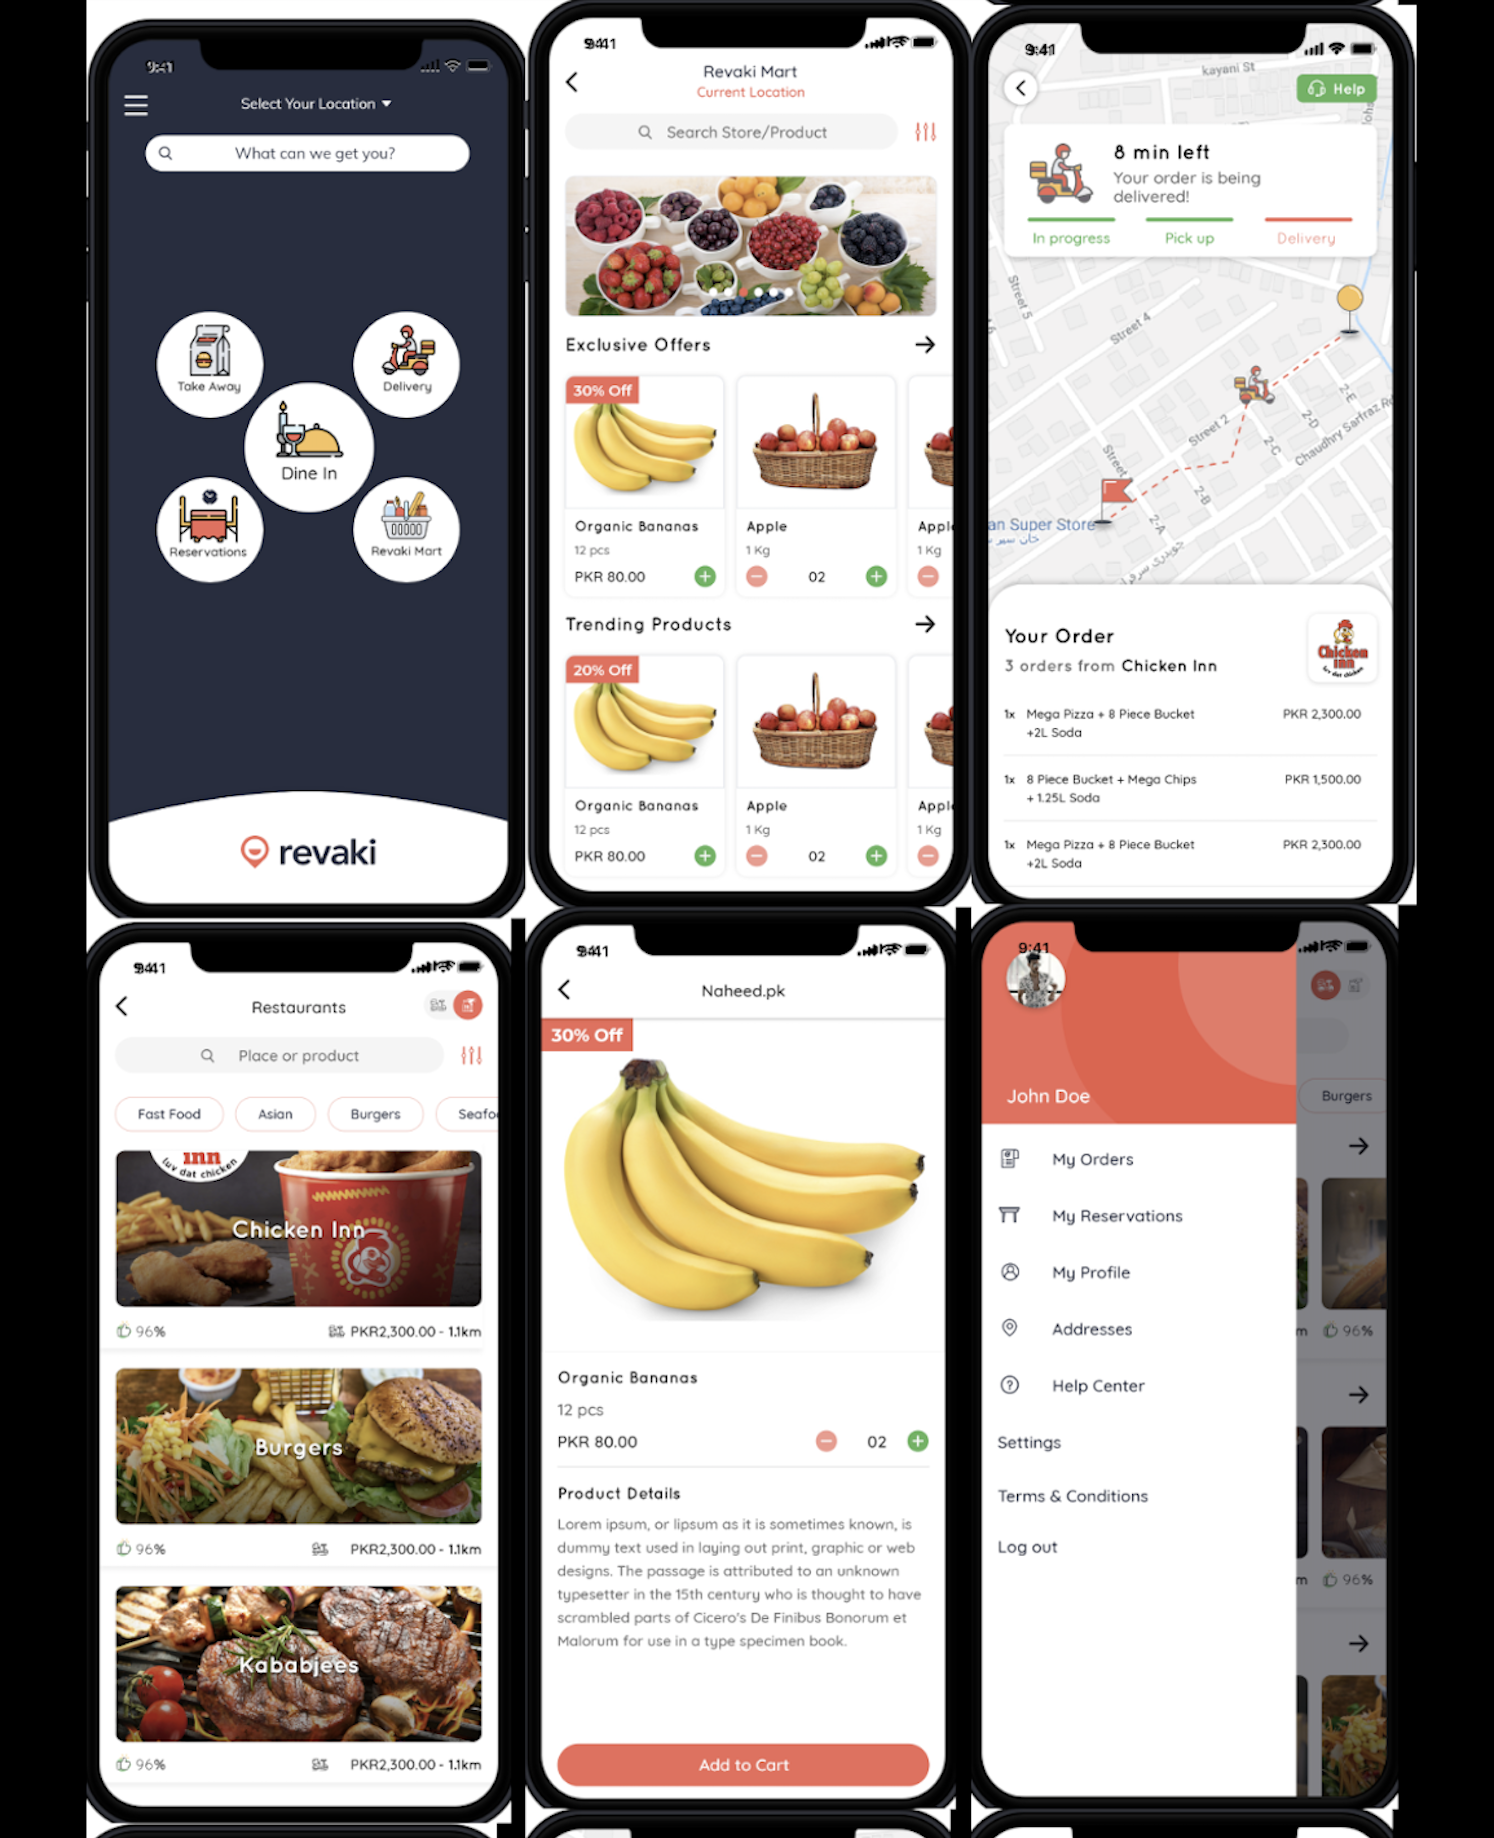 9:41
Select Your Location
What can we get you?
Take Away
Delivery
Dine In
Reservations
Revaki Mart
revaki
9:41
Revaki Mart
Current Location
Search Store/Product
Exclusive Offers
30% Off
Organic Bananas
12 pcs
PKR 80.00
Apple
1 Kg
02
Appl
1 Kg
Trending Products
20% Off
Organic Bananas
12 pcs
PKR 80.00
Apple
1 Kg
02
Appl
1 Kg
9:41
kayani St
Help
8 min left
Your order is being
delivered!
In progress
Pick up
Delivery
Street 5
Street 4
Street 2
Street
2-E
2-D
2-C
2-B
2-A
Chaudhry Sarfraz Rd
an Super Store
Your Order
3 orders from Chicken Inn
Chicken
inn
luv dat chicken
1x Mega Pizza + 8 Piece Bucket PKR 2,300.00
+2L Soda
1x 8 Piece Bucket + Mega Chips PKR 1,500.00
+ 1.25L Soda
1x Mega Pizza + 8 Piece Bucket PKR 2,300.00
+2L Soda
9:41
Restaurants
Place or product
Fast Food
Asian
Burgers
Seafo
inn
luv dat chicken
Chicken Inn
96% PKR2,300.00 - 1.1km
Burgers
96% PKR2,300.00 - 1.1km
Kababjees
96% PKR2,300.00 - 1.1km
9:41
Naheed.pk
30% Off
Organic Bananas
12 pcs
PKR 80.00
02
Product Details
Lorem ipsum, or lipsum as it is sometimes known, is
dummy text used in laying out print, graphic or web
designs. The passage is attributed to an unknown
typesetter in the 15th century who is thought to have
scrambled parts of Cicero's De Finibus Bonorum et
Malorum for use in a type specimen book.
Add to Cart
9:41
John Doe
My Orders
My Reservations
My Profile
Addresses
Help Center
Settings
Terms & Conditions
Log out
Burgers
m 96%
m 96%